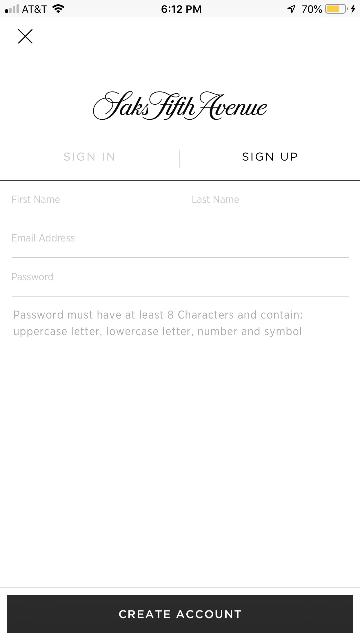 AT&T 6:12 PM 70%
Saks Fifth Avenue
SIGN IN SIGN UP
First Name Last Name
Email Address
Password
Password must have at least 8 Characters and contain:
uppercase letter, lowercase letter, number and symbol
CREATE ACCOUNT